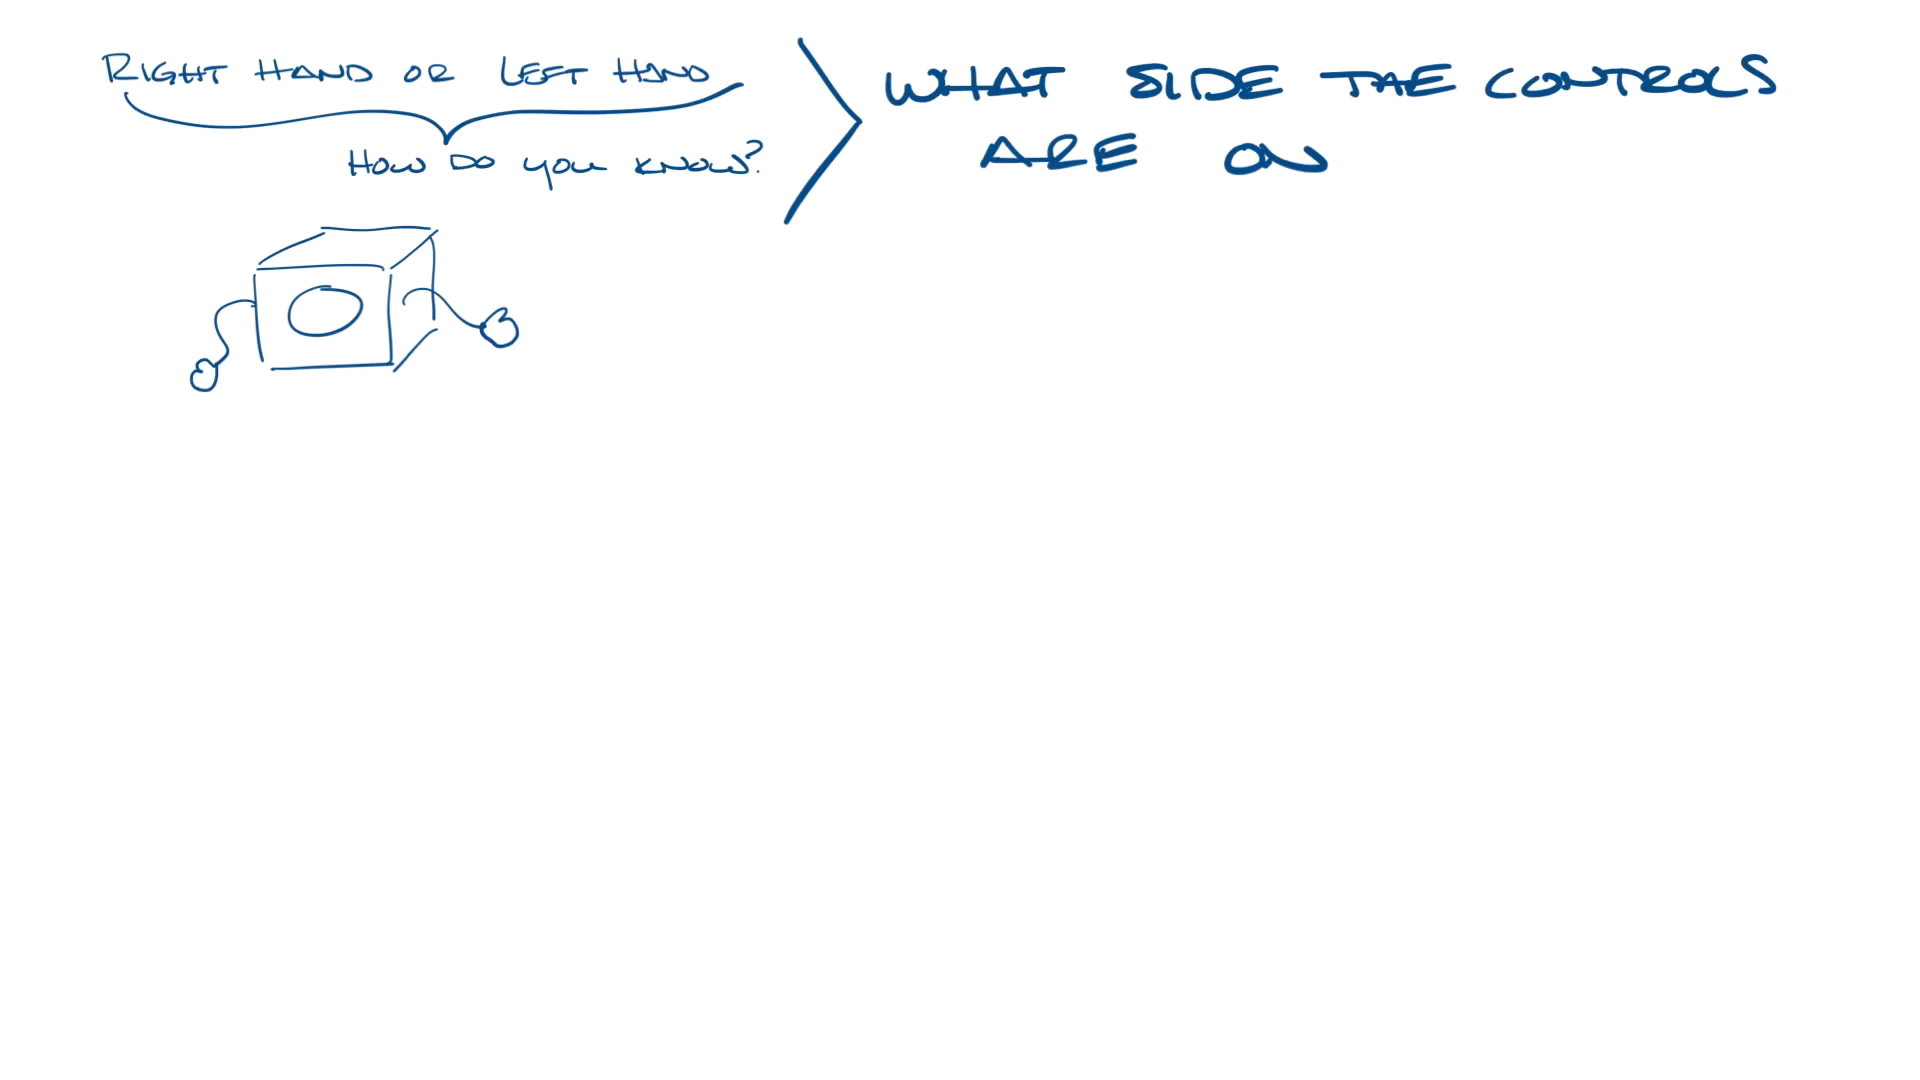 RIGHT HAND OR LEFT HAND
HOW DO YOU KNOW?
WHAT SIDE THE CONTROLS
ARE ON